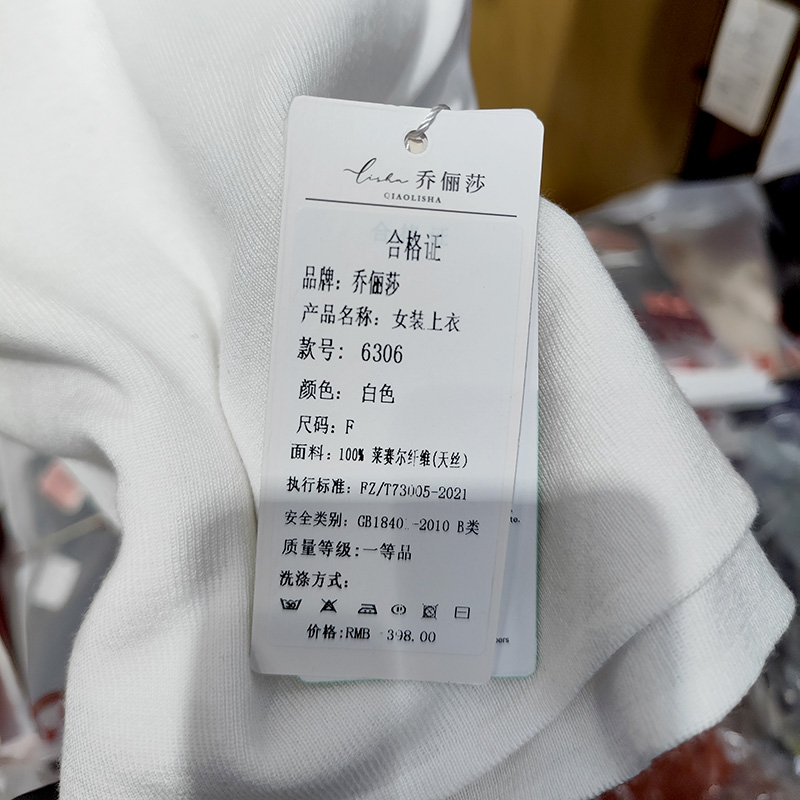 Lisha 乔俪莎
QIAOLISHA
合格证
品牌：乔俪莎
产品名称：女装上衣
款号：6306
颜色：白色
尺码：F
面料：100% 莱赛尔纤维(天丝)
执行标准：FZ/T73005-2021
安全类别：-2010 B类
质量等级:一等品
洗涤方式：
价格:RMB 398.00